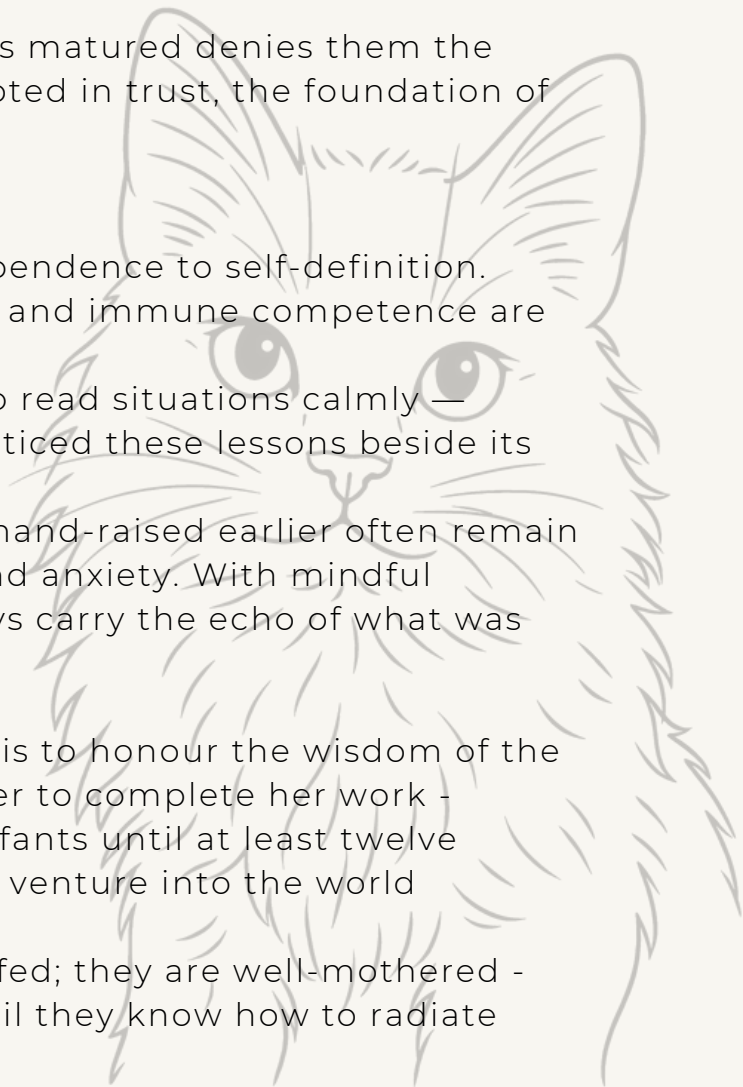 s matured denies them the
oted in trust, the foundation of
pendence to self-definition.
and immune competence are
o read situations calmly —
ticed these lessons beside its
hand-raised earlier often remain
nd anxiety. With mindful
ys carry the echo of what was
is to honour the wisdom of the
er to complete her work -
fants until at least twelve
venture into the world
fed; they are well-mothered -
il they know how to radiate